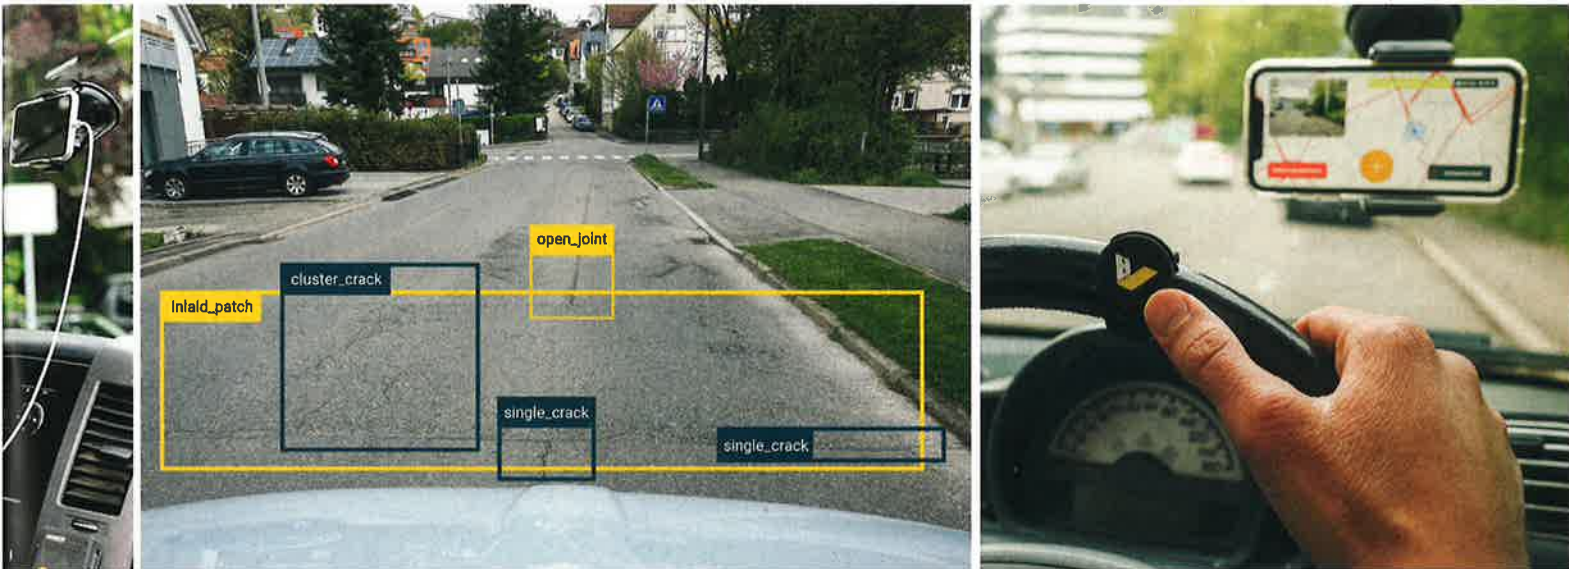 open_joint
cluster_crack
inlaid_patch
single_crack
single_crack